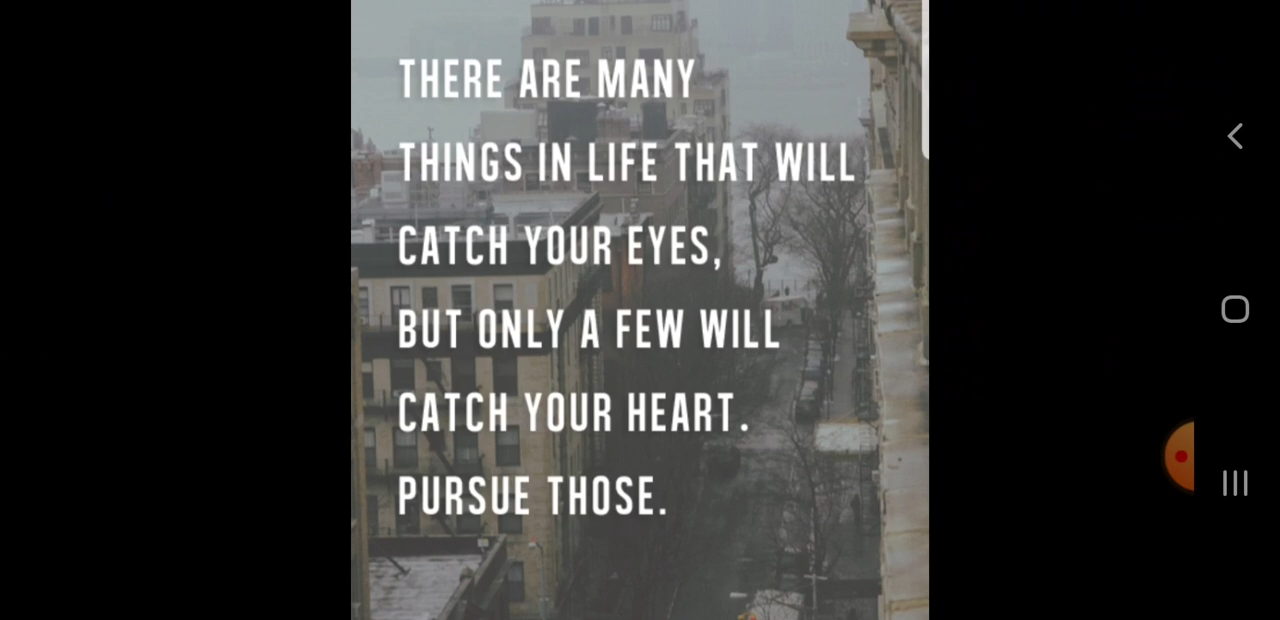 THERE ARE MANY
THINGS IN LIFE THAT WILL
CATCH YOUR EYES,
BUT ONLY A FEW WILL
CATCH YOUR HEART.
PURSUE THOSE.